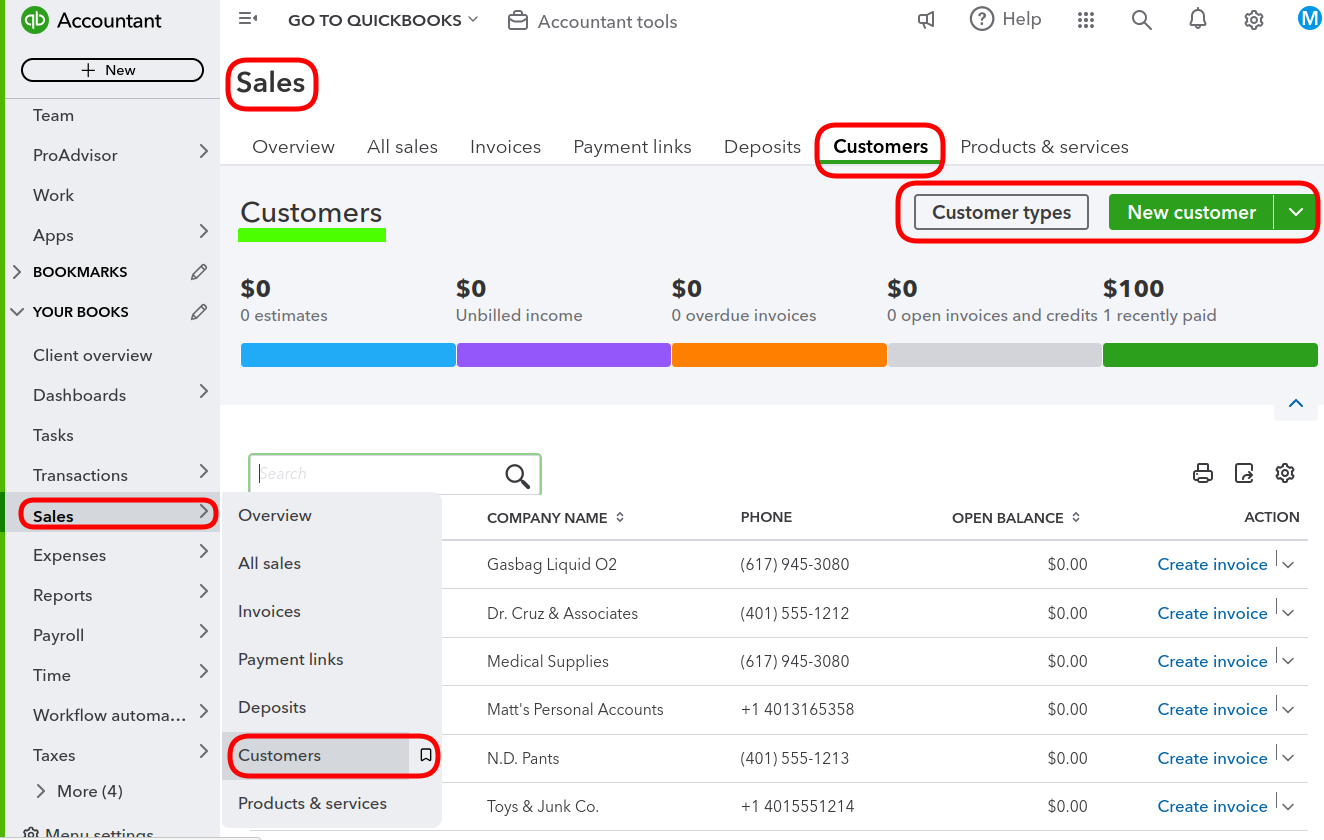 qb Accountant
GO TO QUICKBOOKS
Accountant tools
Help
M
+ New
Team
ProAdvisor
Work
Apps
BOOKMARKS
YOUR BOOKS
Client overview
Dashboards
Tasks
Transactions
Sales
Expenses
Reports
Payroll
Time
Workflow automa...
Taxes
More (4)
Menu settings
Sales
Overview All sales Invoices Payment links Deposits Customers Products & services
Customers
Customer types New customer
$0 $0 $0 $0 $100
0 estimates Unbilled income 0 overdue invoices 0 open invoices and credits 1 recently paid
Search
Overview
All sales
Invoices
Payment links
Deposits
Customers
Products & services
COMPANY NAME PHONE OPEN BALANCE ACTION
Gasbag Liquid O2 (617) 945-3080 $0.00 Create invoice
Dr. Cruz & Associates (401) 555-1212 $0.00 Create invoice
Medical Supplies (617) 945-3080 $0.00 Create invoice
Matt's Personal Accounts +1 4013165358 $0.00 Create invoice
N.D. Pants (401) 555-1213 $0.00 Create invoice
Toys & Junk Co. +1 4015551214 $0.00 Create invoice